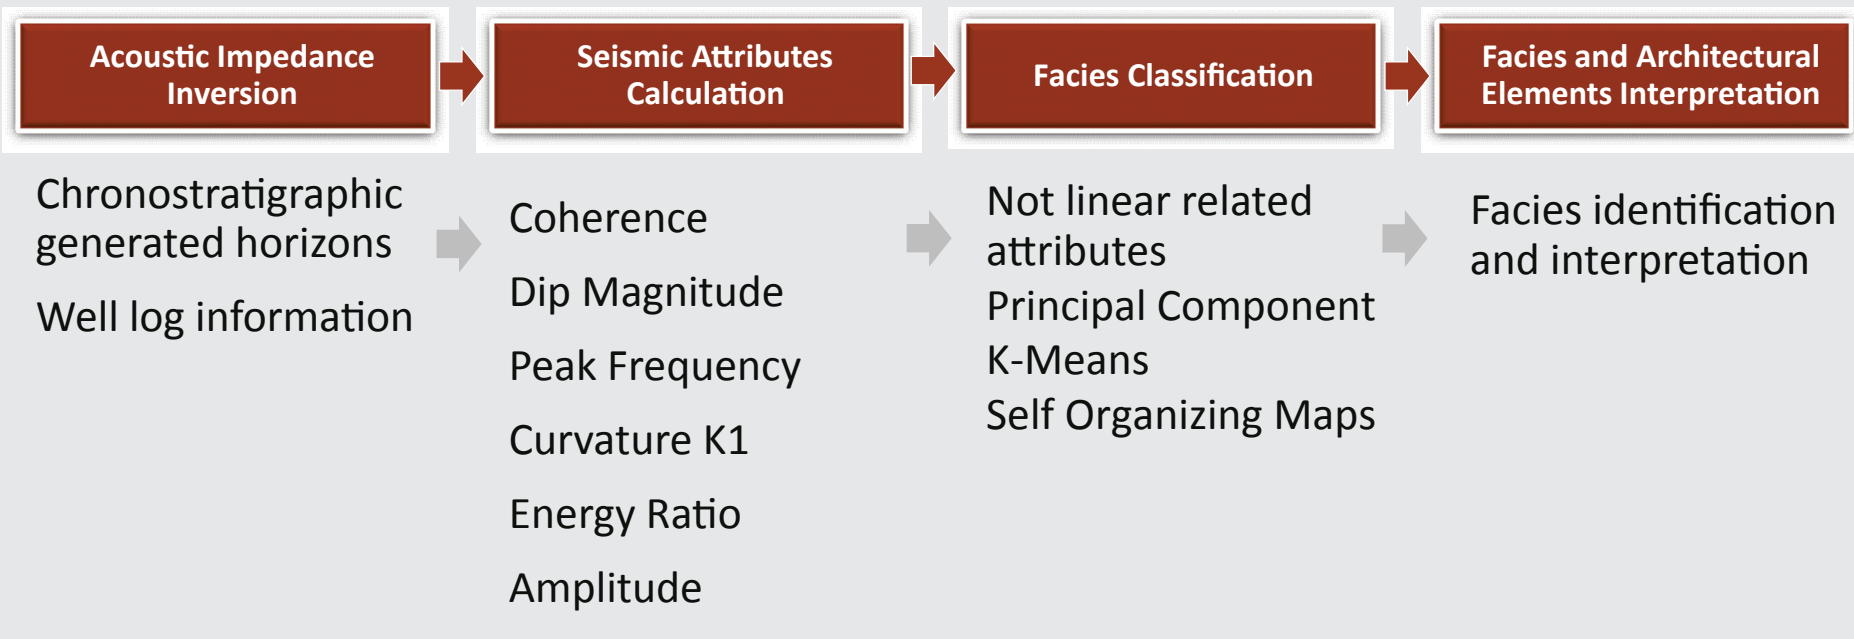 Acoustic Impedance
Inversion
Seismic Attributes
Calculation
Facies Classification
Facies and Architectural
Elements Interpretation
Chronostratigraphic
generated horizons
Well log information
Coherence
Dip Magnitude
Peak Frequency
Curvature K1
Energy Ratio
Amplitude
Not linear related
attributes
Principal Component
K-Means
Self Organizing Maps
Facies identification
and interpretation